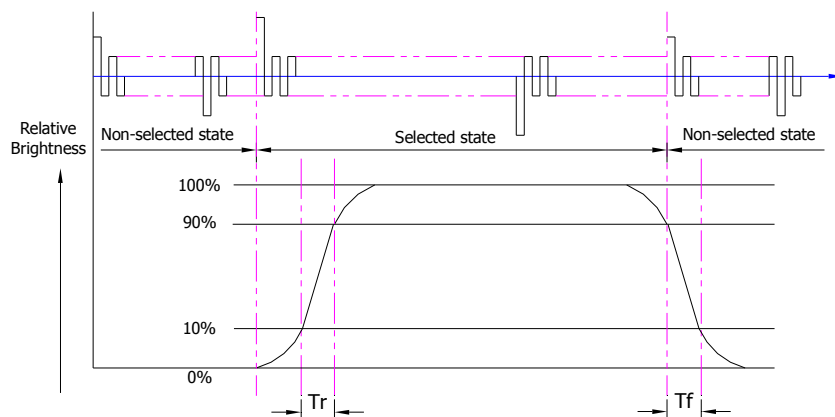 Relative
Brightness
Non-selected state
Selected state
Non-selected state
100%
90%
10%
0%
Tr
Tf